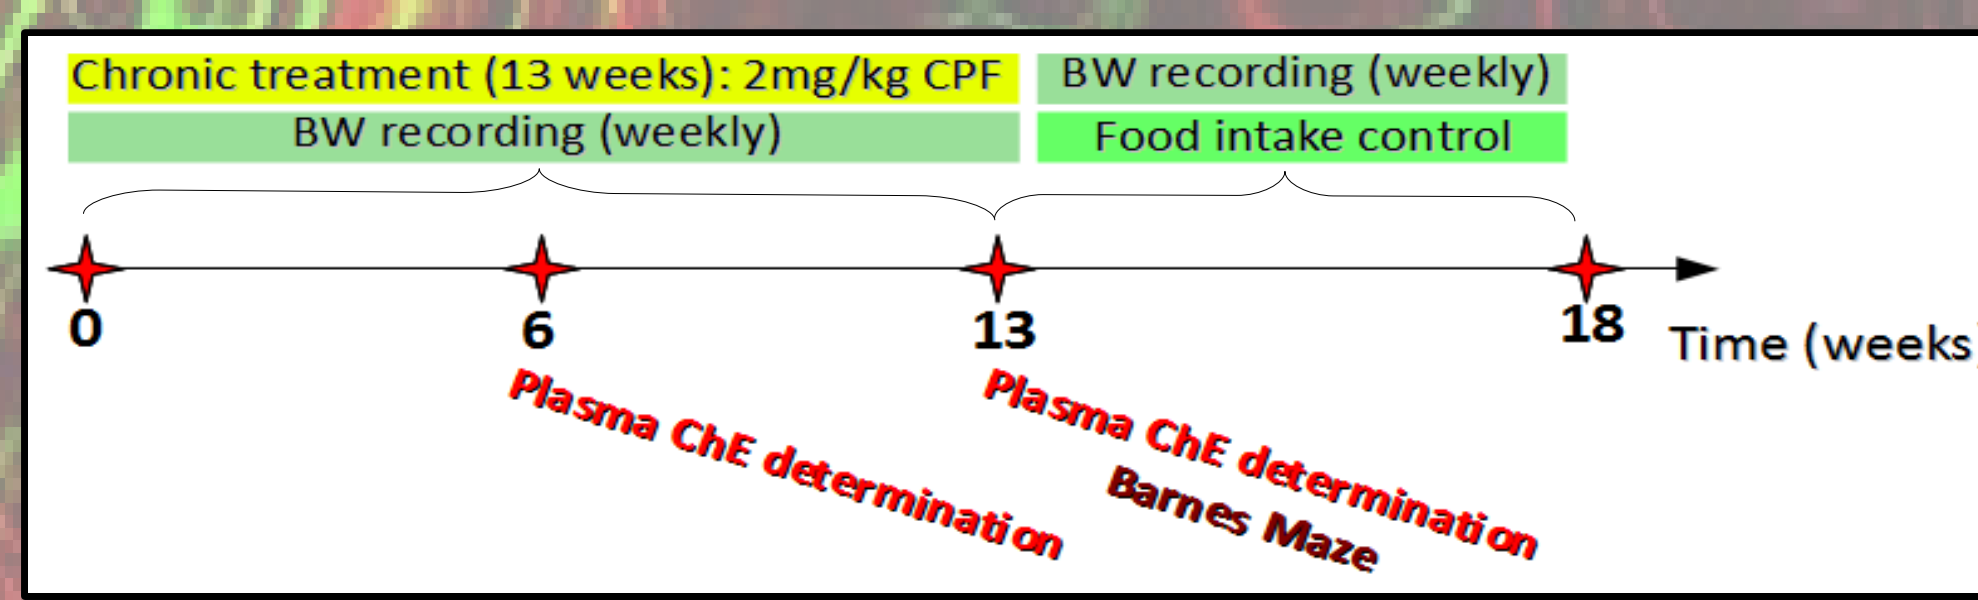 Chronic treatment (13 weeks): 2mg/kg CPF
BW recording (weekly)
BW recording (weekly)
Food intake control
0
6
13
18
Time (weeks)
Plasma ChE determination
Plasma ChE determination
Barnes Maze